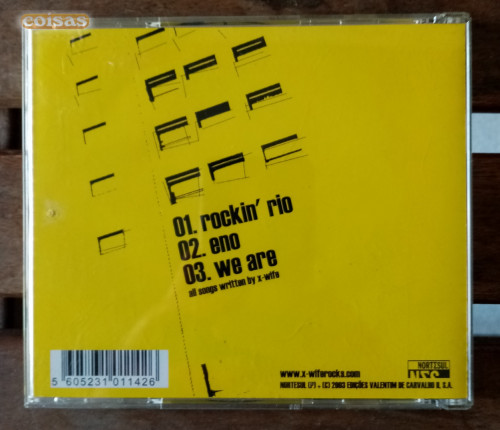 coisas
01. rockin' rio
02. eno
03. we are
all songs written by x-wife
5 605231 011426
www.x-wiferocks.com
NORTESUL (P) + (C) 2003 EDIÇÕES VALENTIM DE CARVALHO II, S.A.
NORTESUL